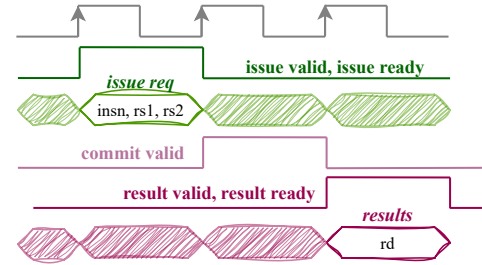 issue valid, issue ready
issue req
insn, rs1, rs2
commit valid
result valid, result ready
results
rd